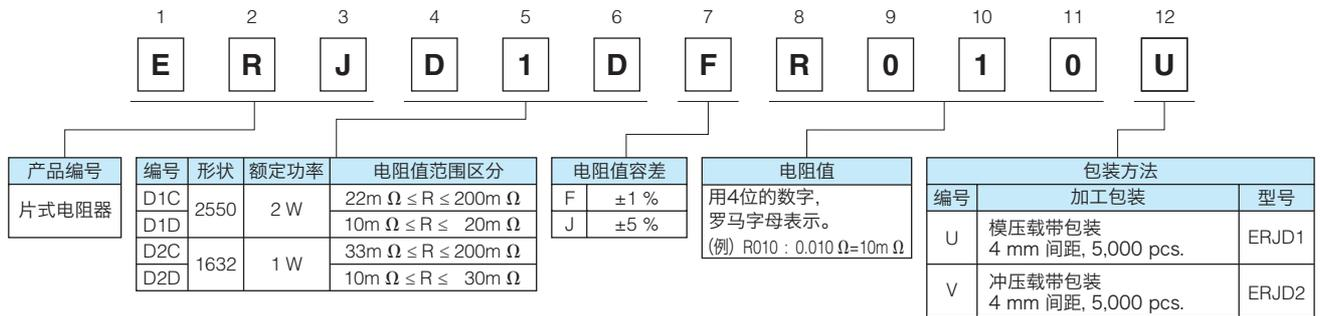 1 2 3 4 5 6 7 8 9 10 11 12
E R J D 1 D F R 0 1 0 U
产品编号
片式电阻器
编号 形状 额定功率 电阻值范围区分
D1C 2550 2 W 22m Ω ≤ R ≤ 200m Ω
D1D 10m Ω ≤ R ≤ 20m Ω
D2C 1632 1 W 33m Ω ≤ R ≤ 200m Ω
D2D 10m Ω ≤ R ≤ 30m Ω
电阻值容差
F ±1 %
J ±5 %
电阻值
用4位的数字,
罗马字母表示。
(例) R010 : 0.010 Ω=10m Ω
包装方法
编号 加工包装 型号
U 模压载带包装 ERJD1
4 mm 间距, 5,000 pcs.
V 冲压载带包装 ERJD2
4 mm 间距, 5,000 pcs.